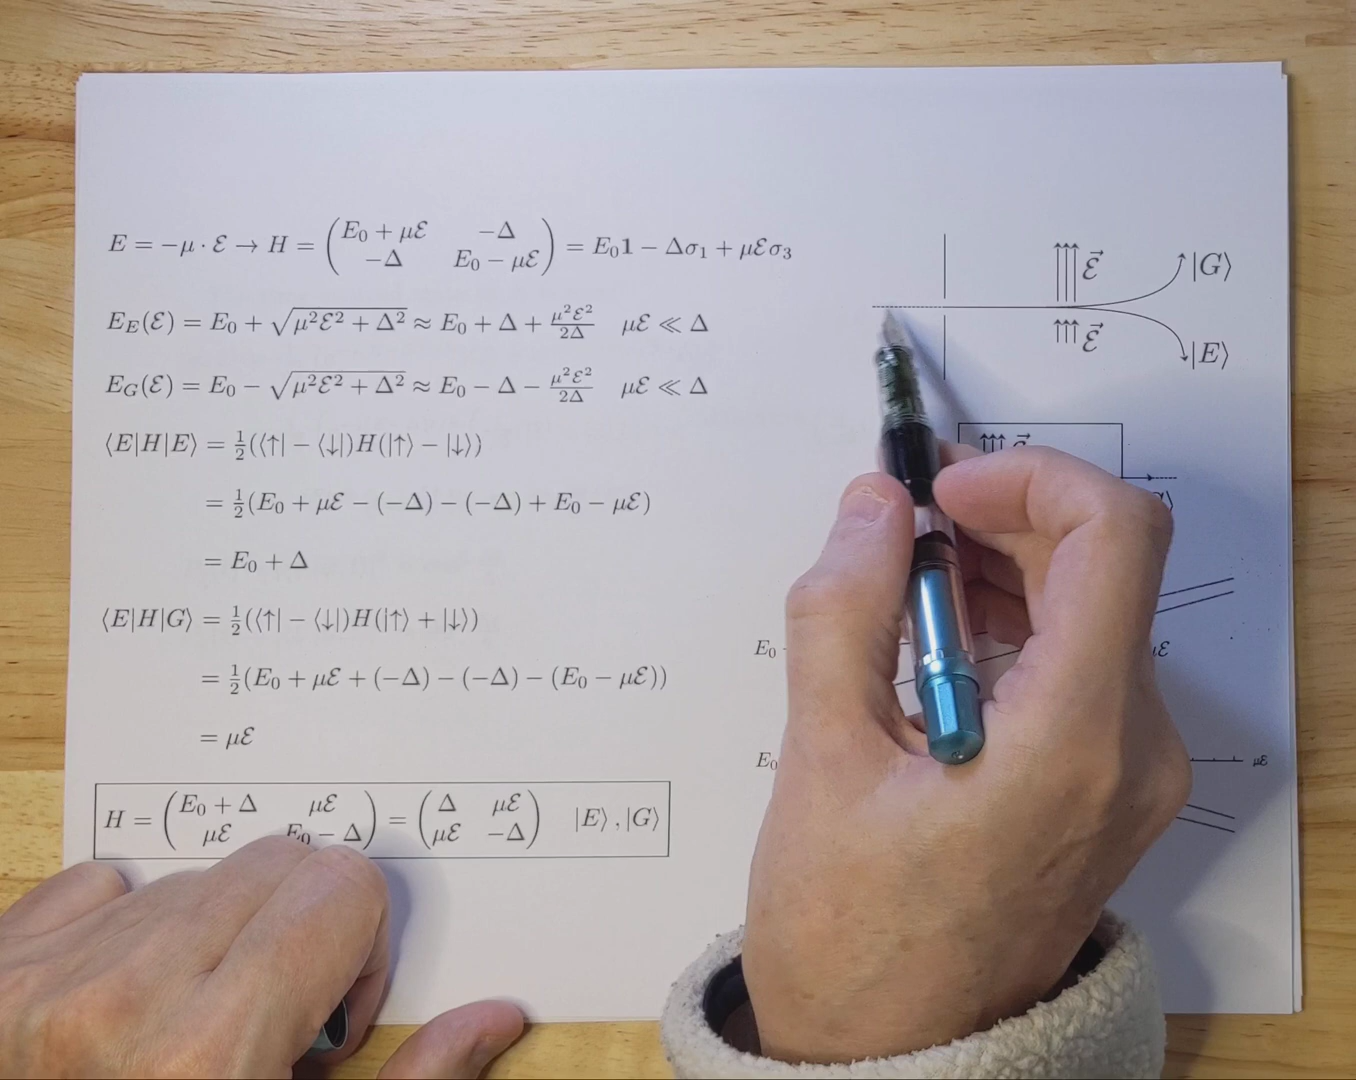 E = −μ · ℰ → H = (E₀ + μℰ  −Δ ; −Δ  E₀ − μℰ) = E₀𝟏 − Δσ₁ + μℰσ₃
E_E(ℰ) = E₀ + √(μ²ℰ² + Δ²) ≈ E₀ + Δ + μ²ℰ²/2Δ  μℰ ≪ Δ
E_G(ℰ) = E₀ − √(μ²ℰ² + Δ²) ≈ E₀ − Δ − μ²ℰ²/2Δ  μℰ ≪ Δ
⟨E|H|E⟩ = ½(⟨↑| − ⟨↓|)H(|↑⟩ − |↓⟩)
= ½(E₀ + μℰ − (−Δ) − (−Δ) + E₀ − μℰ)
= E₀ + Δ
⟨E|H|G⟩ = ½(⟨↑| − ⟨↓|)H(|↑⟩ + |↓⟩)
= ½(E₀ + μℰ + (−Δ) − (−Δ) − (E₀ − μℰ))
= μℰ
H = (E₀ + Δ  μℰ ; μℰ  E₀ − Δ) = (Δ  μℰ ; μℰ  −Δ)  |E⟩ , |G⟩
ℰ⃗
|G⟩
ℰ⃗
|E⟩
E₀
E₀
μℰ